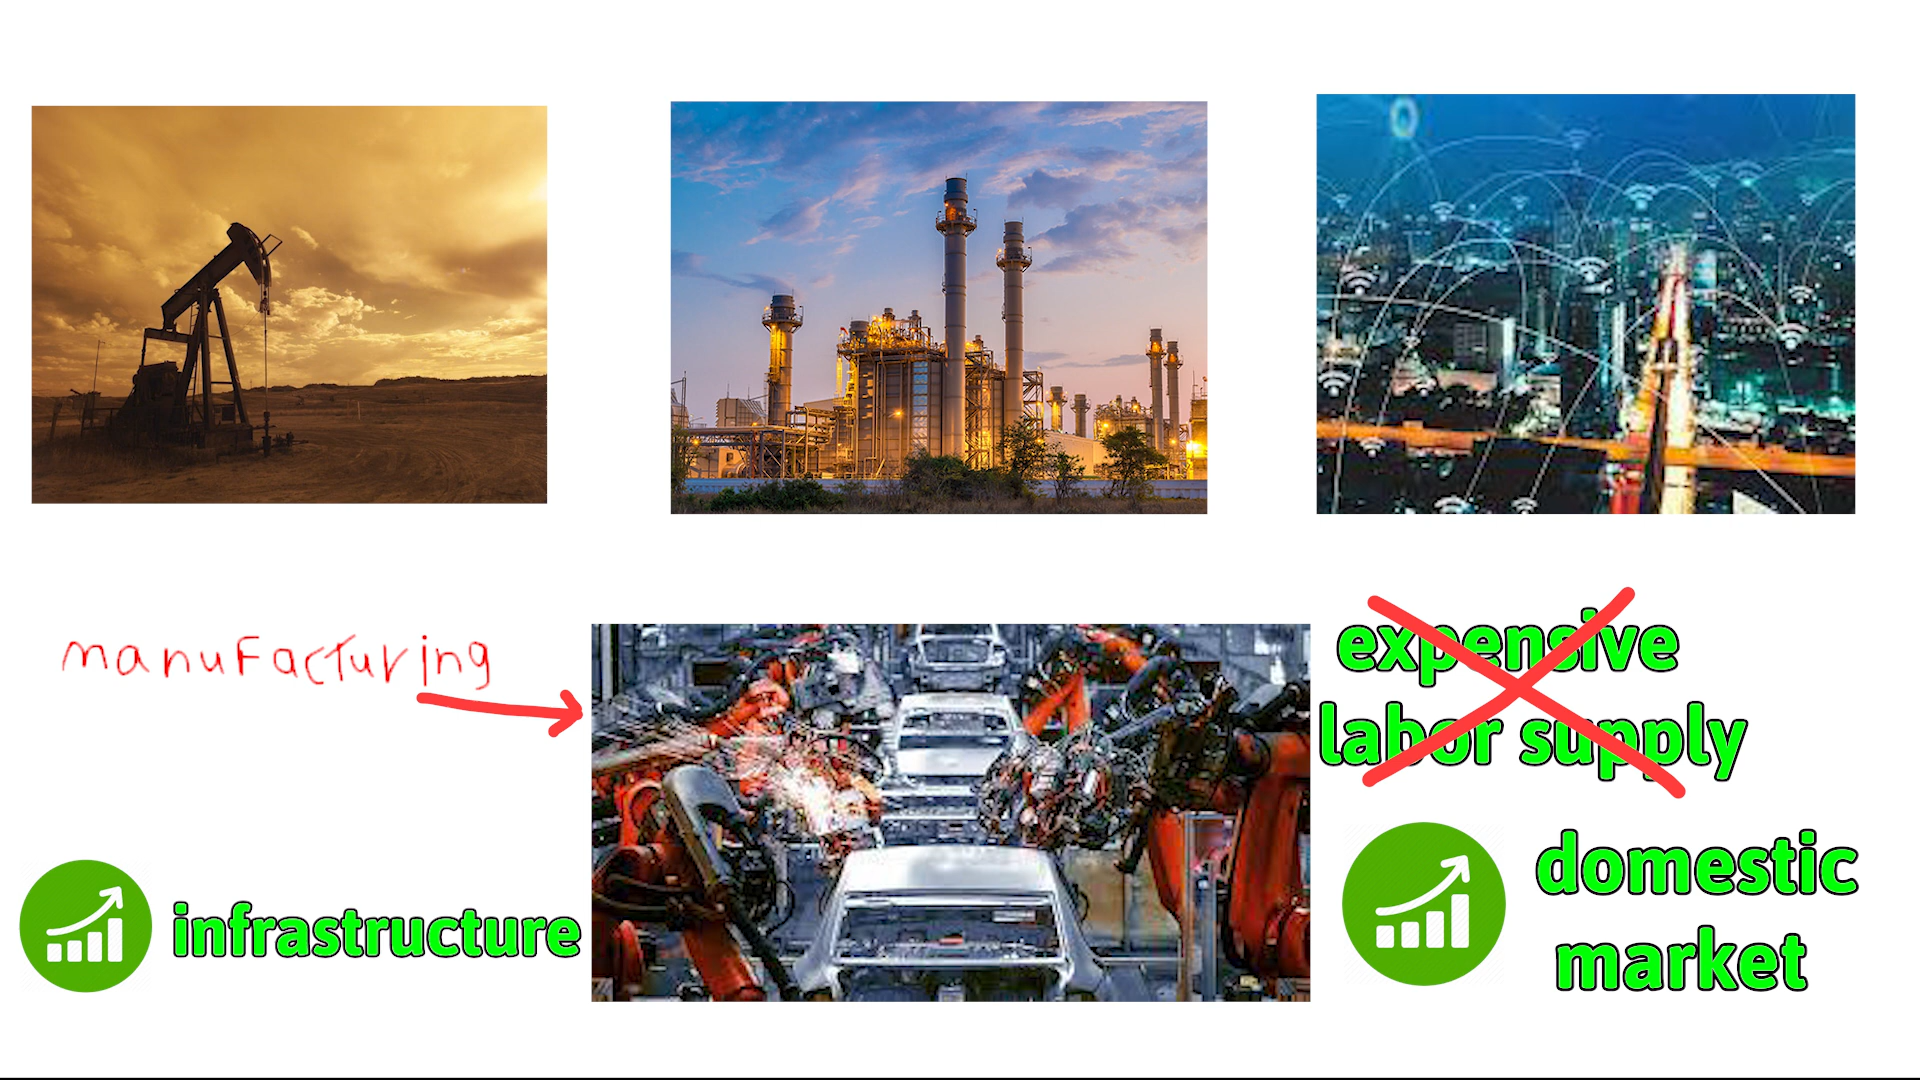 manufacturing
expensive
labor supply
infrastructure
domestic
market